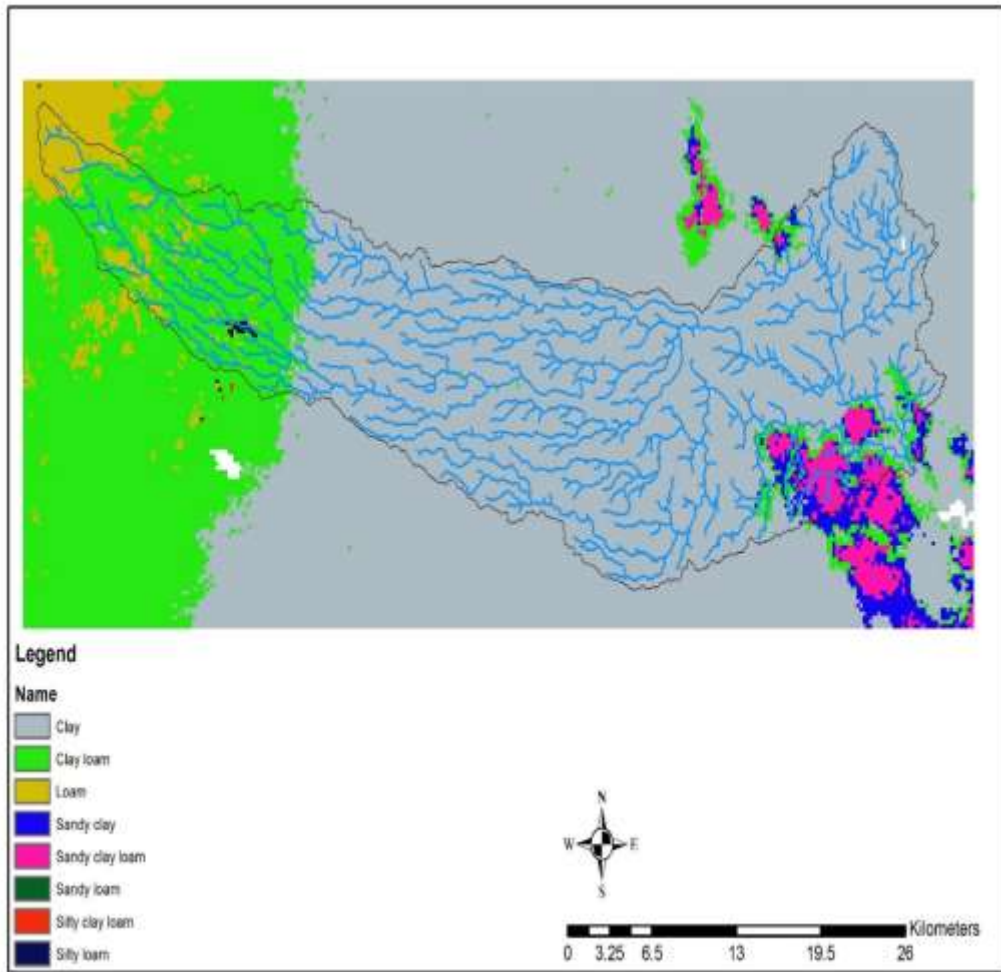 Legend
Name
Clay
Clay loam
Loam
Sandy clay
Sandy clay loam
Sandy loam
Silty clay loam
Silty loam
N
W E
S
Kilometers
0 3.25 6.5 13 19.5 26